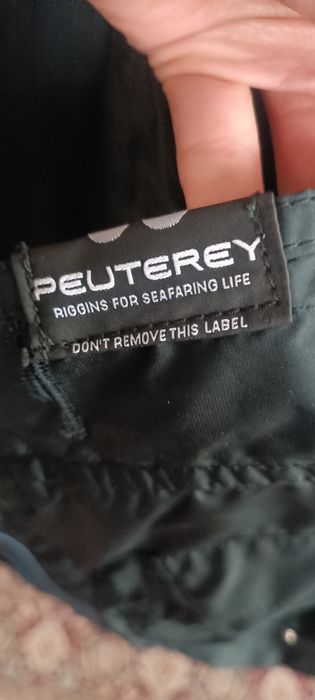 PEUTEREY
RIGGINS FOR SEAFARING LIFE
DON'T REMOVE THIS LABEL